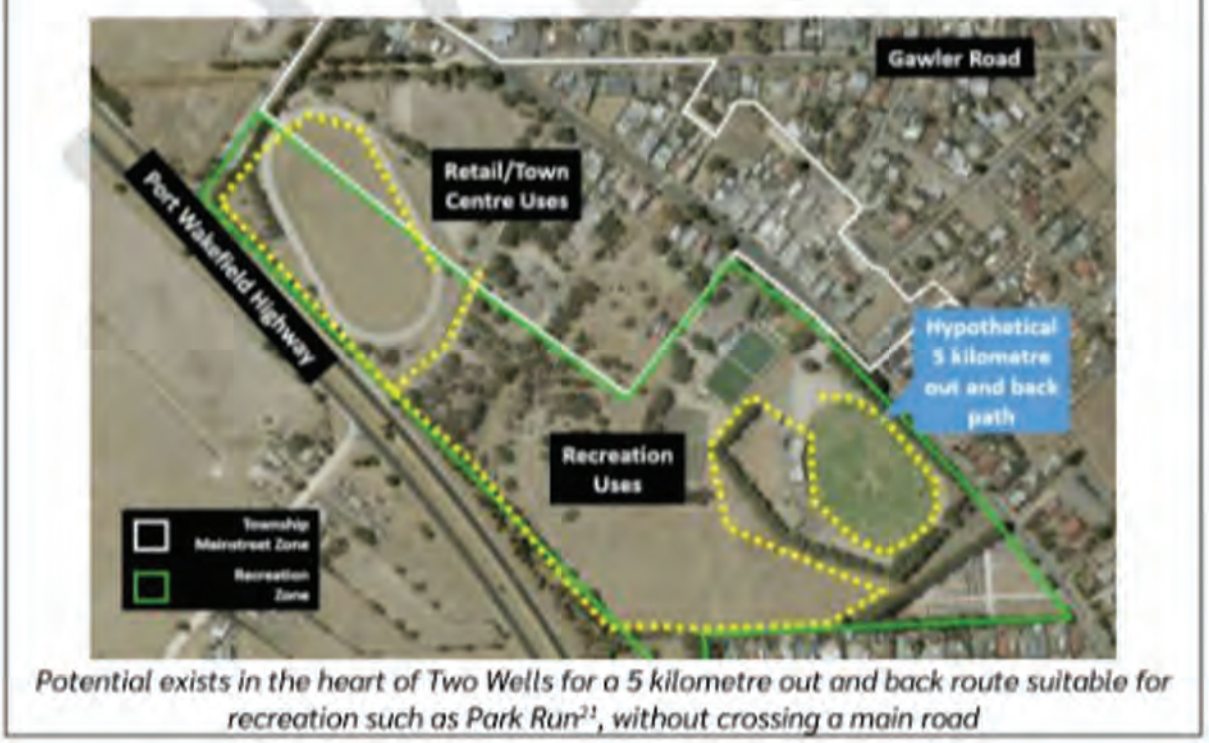 Gawler Road
Retail/Town
Centre Uses
Port Wakefield Highway
Hypothetical
5 kilometre
out and back
path
Recreation
Uses
Township
Mainstreet Zone
Recreation
Zone
Potential exists in the heart of Two Wells for a 5 kilometre out and back route suitable for
recreation such as Park Run²¹, without crossing a main road